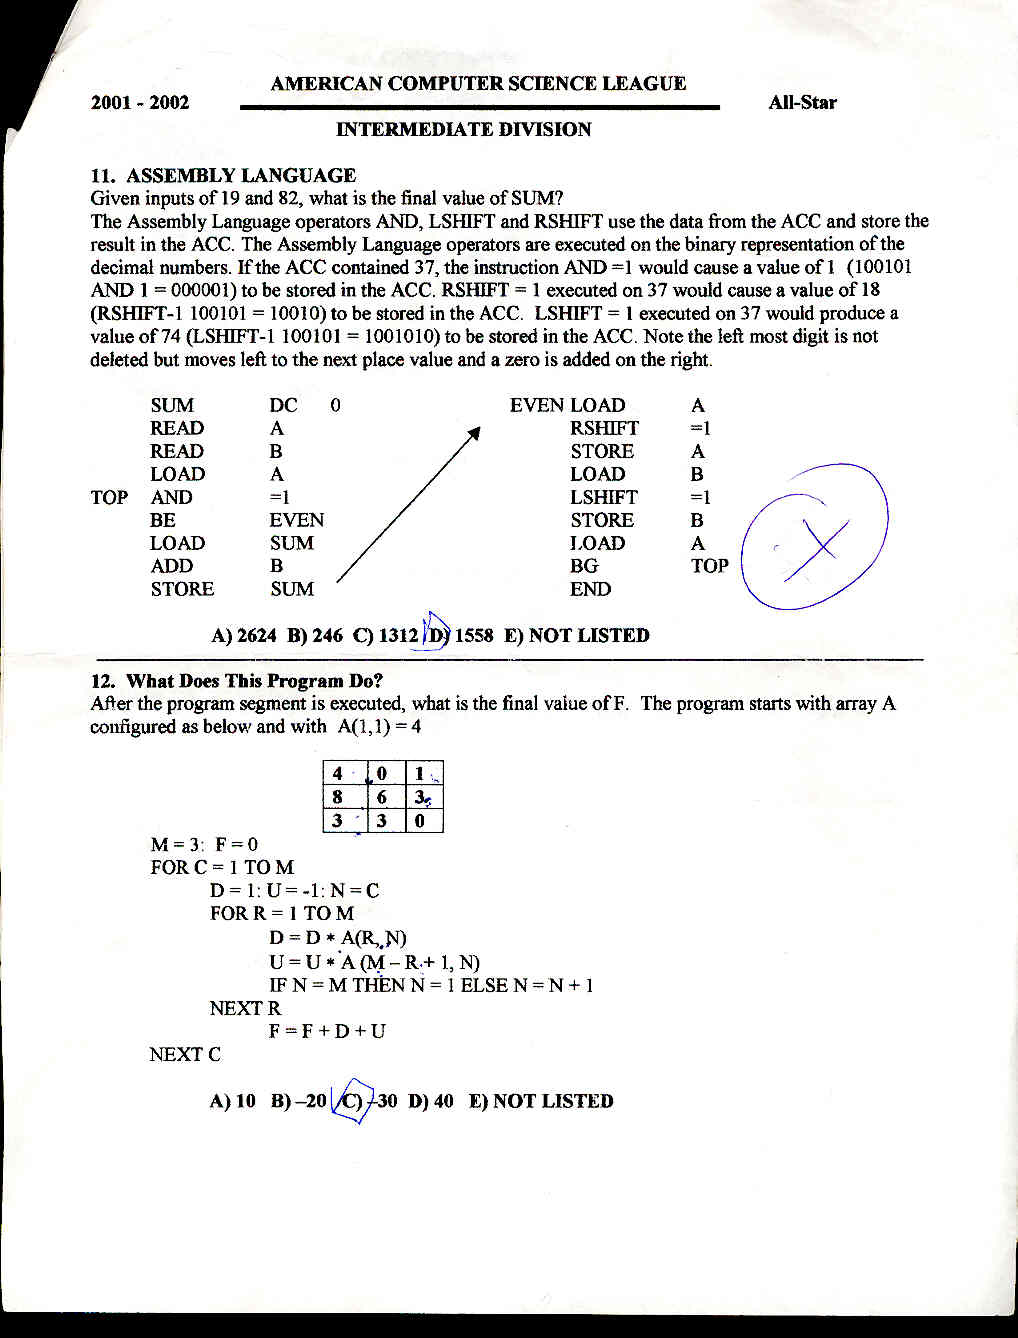 AMERICAN COMPUTER SCIENCE LEAGUE
2001 - 2002 All-Star
INTERMEDIATE DIVISION
11. ASSEMBLY LANGUAGE
Given inputs of 19 and 82, what is the final value of SUM?
The Assembly Language operators AND, LSHIFT and RSHIFT use the data from the ACC and store the
result in the ACC. The Assembly Language operators are executed on the binary representation of the
decimal numbers. If the ACC contained 37, the instruction AND =1 would cause a value of 1 (100101
AND 1 = 000001) to be stored in the ACC. RSHIFT = 1 executed on 37 would cause a value of 18
(RSHIFT-1 100101 = 10010) to be stored in the ACC. LSHIFT = 1 executed on 37 would produce a
value of 74 (LSHIFT-1 100101 = 1001010) to be stored in the ACC. Note the left most digit is not
deleted but moves left to the next place value and a zero is added on the right.
SUM DC 0
READ A
READ B
LOAD A
TOP AND =1
BE EVEN
LOAD SUM
ADD B
STORE SUM
EVEN LOAD A
RSHIFT =1
STORE A
LOAD B
LSHIFT =1
STORE B
LOAD A
BG TOP
END
X
A) 2624 B) 246 C) 1312 D) 1558 E) NOT LISTED
12. What Does This Program Do?
After the program segment is executed, what is the final value of F. The program starts with array A
configured as below and with A(1,1) = 4
4 0 1
8 6 3
3 3 0
M = 3: F = 0
FOR C = 1 TO M
D = 1: U = -1: N = C
FOR R = 1 TO M
D = D * A(R, N)
U = U * A (M – R + 1, N)
IF N = M THEN N = 1 ELSE N = N + 1
NEXT R
F = F + D + U
NEXT C
A) 10 B) –20 C) –30 D) 40 E) NOT LISTED